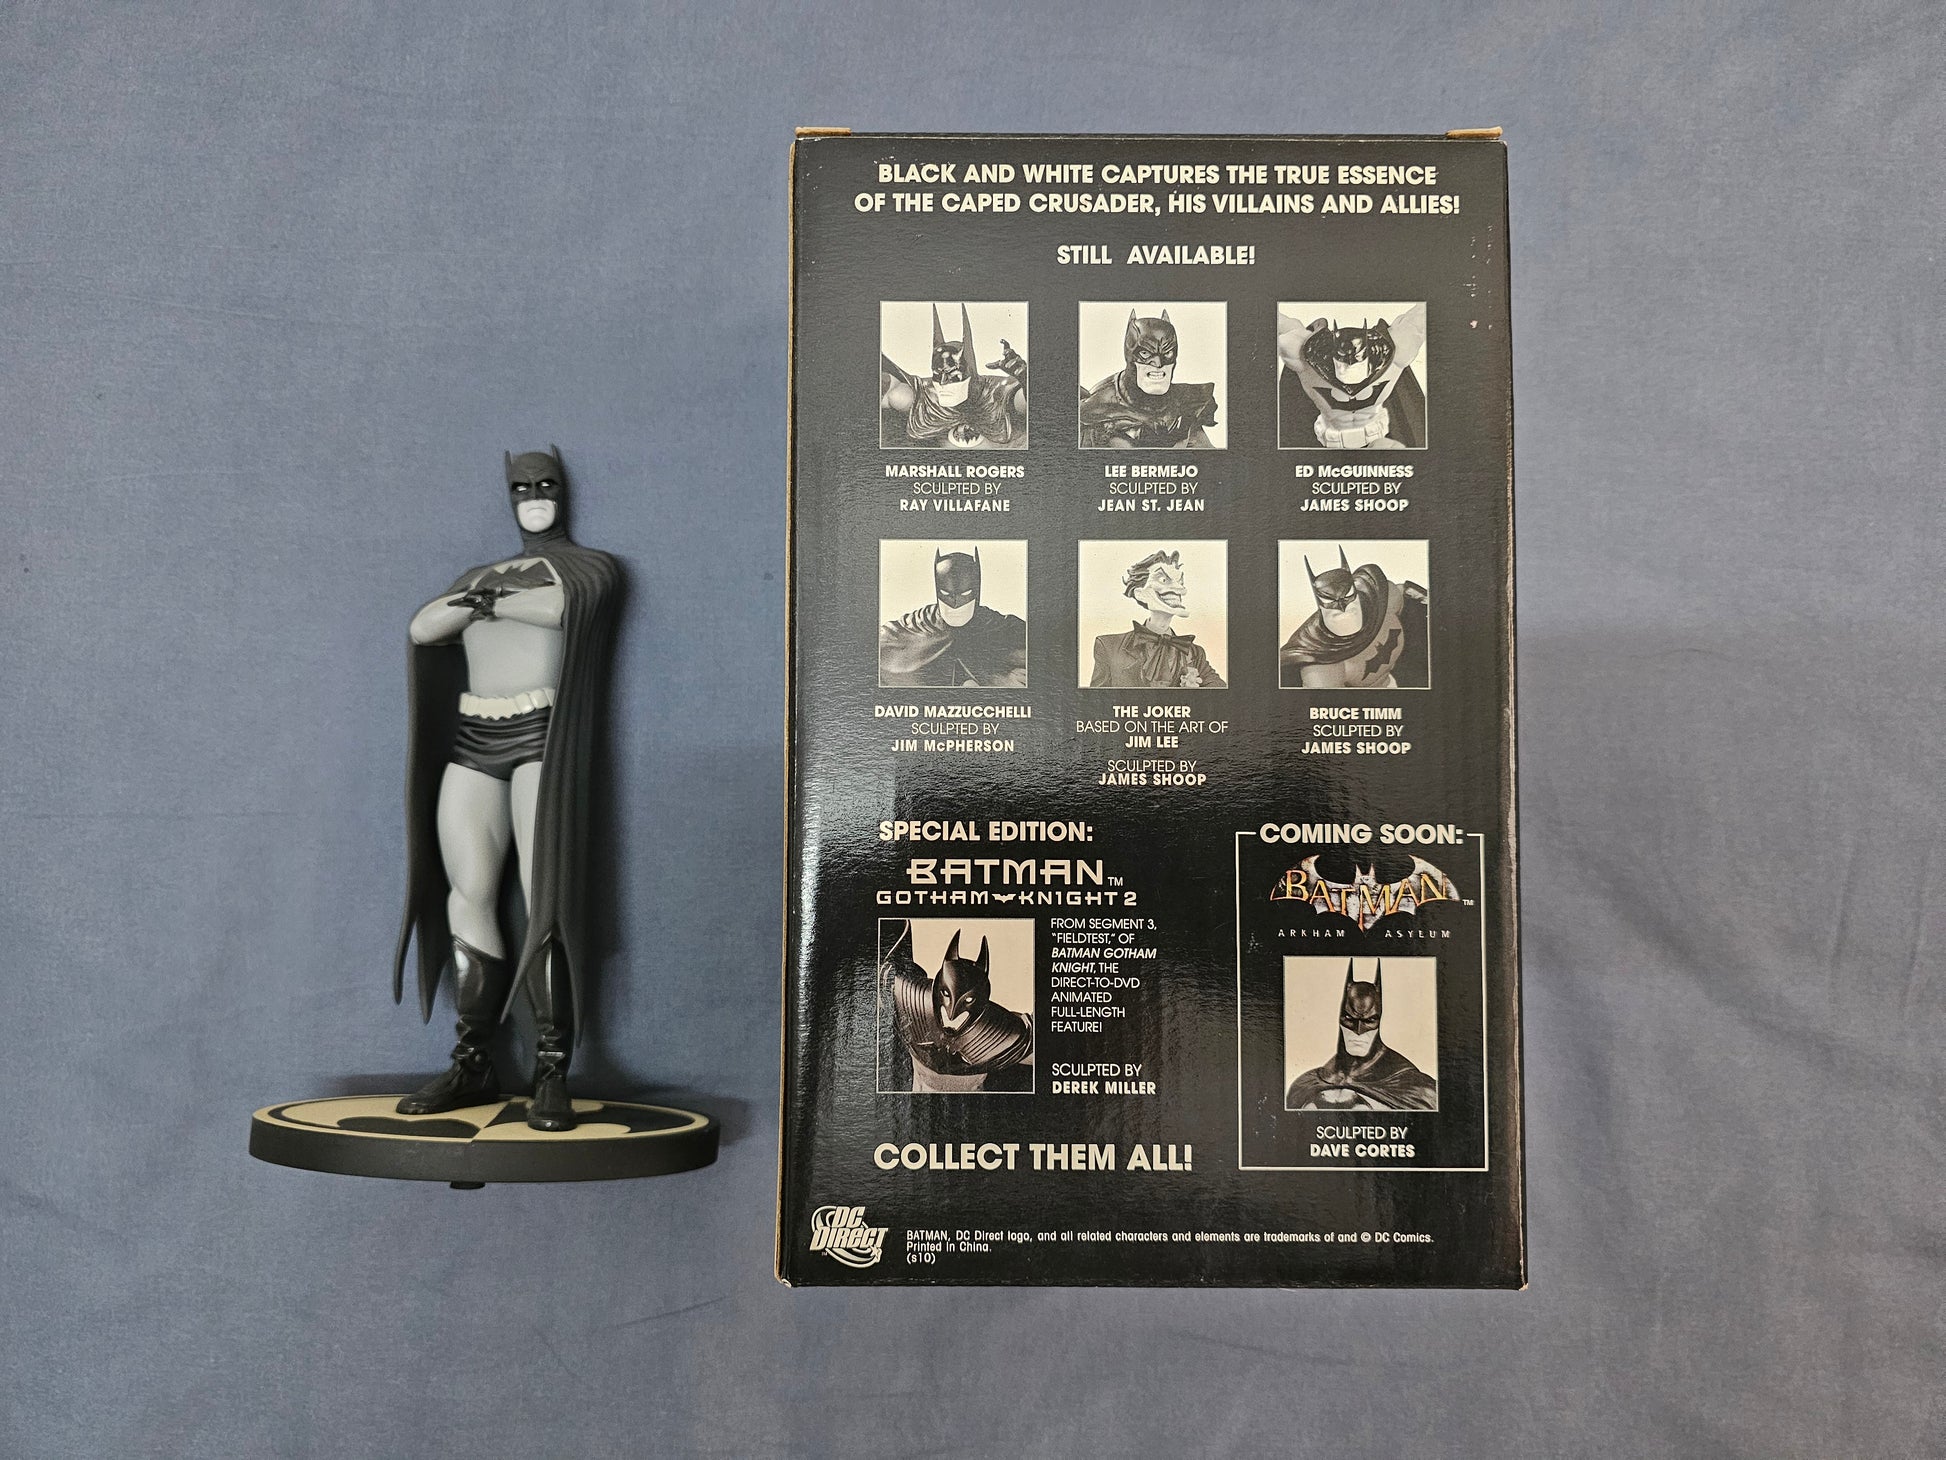 BLACK AND WHITE CAPTURES THE TRUE ESSENCE
OF THE CAPED CRUSADER, HIS VILLAINS AND ALLIES!
STILL AVAILABLE!
MARSHALL ROGERS
SCULPTED BY
RAY VILLAFANE
LEE BERMEJO
SCULPTED BY
JEAN ST. JEAN
ED McGUINNESS
SCULPTED BY
JAMES SHOOP
DAVID MAZZUCCHELLI
SCULPTED BY
JIM McPHERSON
THE JOKER
BASED ON THE ART OF
JIM LEE
SCULPTED BY
JAMES SHOOP
BRUCE TIMM
SCULPTED BY
JAMES SHOOP
SPECIAL EDITION:
BATMAN™
GOTHAM KNIGHT 2
FROM SEGMENT 3,
"FIELDTEST," OF
BATMAN GOTHAM
KNIGHT, THE
DIRECT-TO-DVD
ANIMATED
FULL-LENGTH
FEATURE!
SCULPTED BY
DEREK MILLER
COMING SOON:
BATMAN™
ARKHAM ASYLUM
SCULPTED BY
DAVE CORTES
COLLECT THEM ALL!
DC
DIRECT
BATMAN, DC Direct logo, and all related characters and elements are trademarks of and © DC Comics.
Printed in China.
(s10)